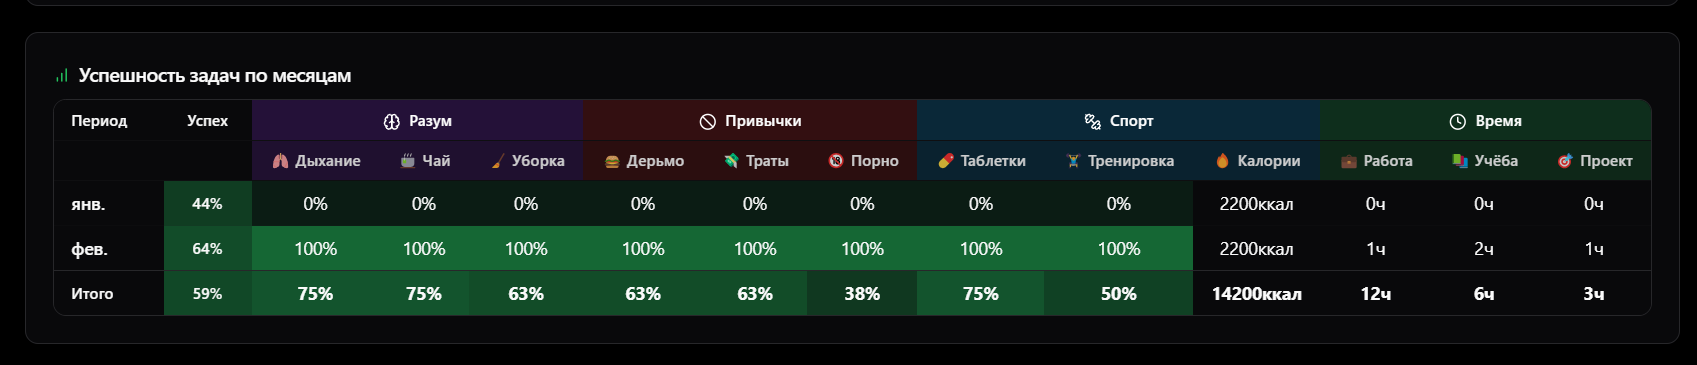 Успешность задач по месяцам
Период Успех Разум Привычки Спорт Время
Дыхание Чай Уборка Дерьмо Траты Порно Таблетки Тренировка Калории Работа Учёба Проект
янв. 44% 0% 0% 0% 0% 0% 0% 0% 0% 2200ккал 0ч 0ч 0ч
фев. 64% 100% 100% 100% 100% 100% 100% 100% 100% 2200ккал 1ч 2ч 1ч
Итого 59% 75% 75% 63% 63% 63% 38% 75% 50% 14200ккал 12ч 6ч 3ч